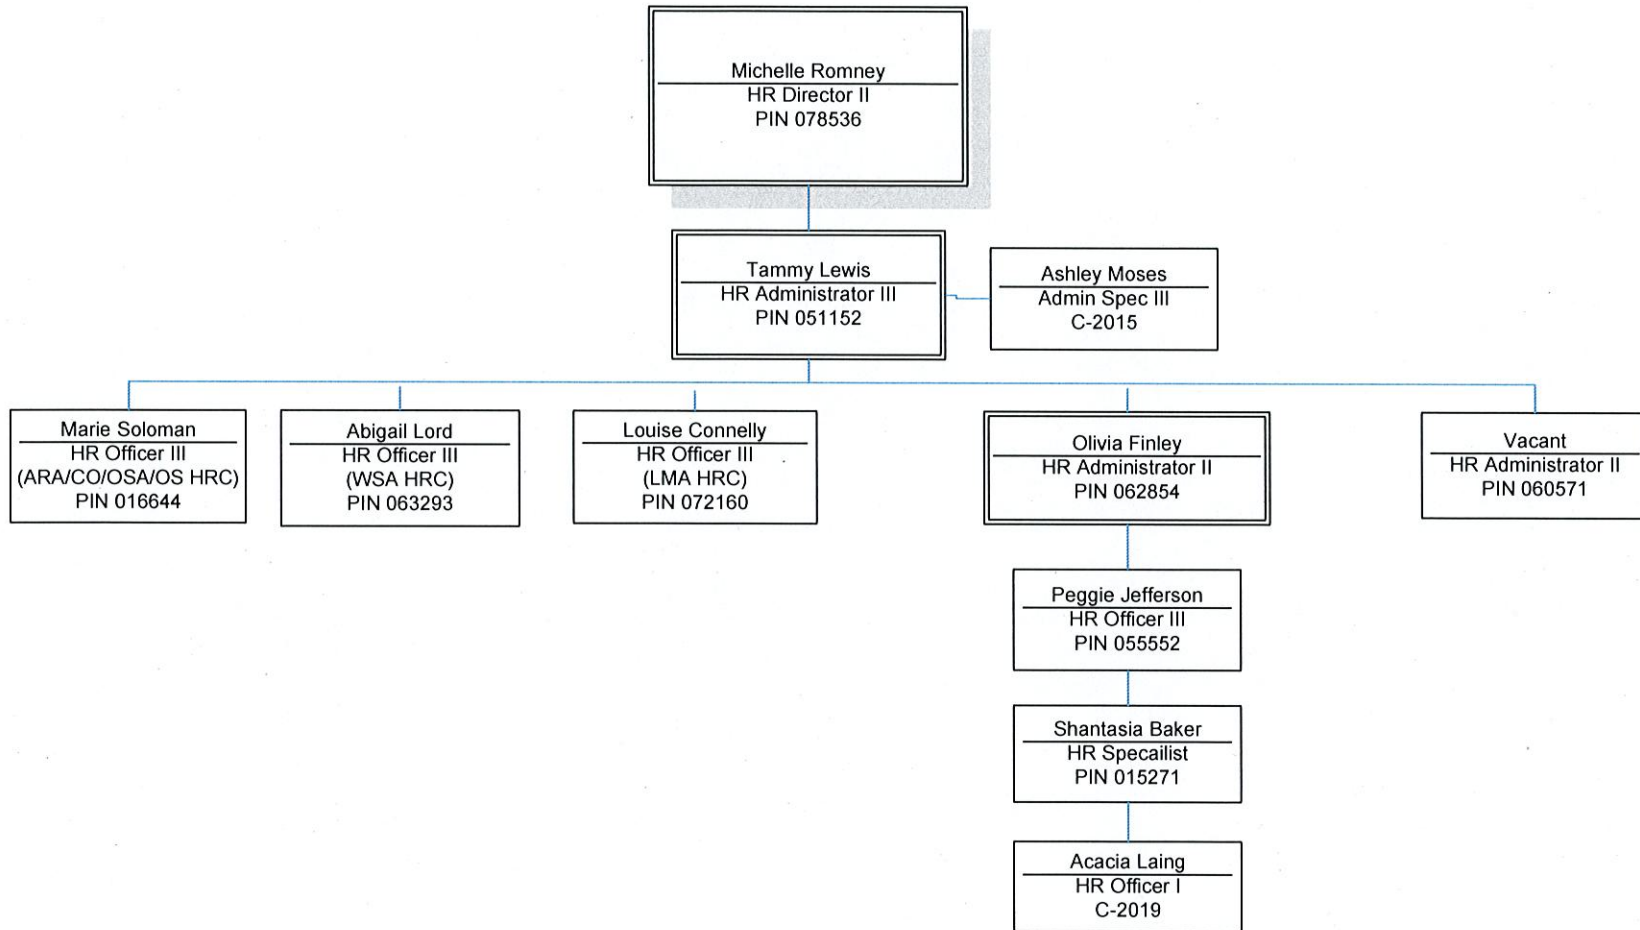 Michelle Romney
HR Director II
PIN 078536
Tammy Lewis
HR Administrator III
PIN 051152
Ashley Moses
Admin Spec III
C-2015
Marie Soloman
HR Officer III
(ARA/CO/OSA/OS HRC)
PIN 016644
Abigail Lord
HR Officer III
(WSA HRC)
PIN 063293
Louise Connelly
HR Officer III
(LMA HRC)
PIN 072160
Olivia Finley
HR Administrator II
PIN 062854
Vacant
HR Administrator II
PIN 060571
Peggie Jefferson
HR Officer III
PIN 055552
Shantasia Baker
HR Specailist
PIN 015271
Acacia Laing
HR Officer I
C-2019